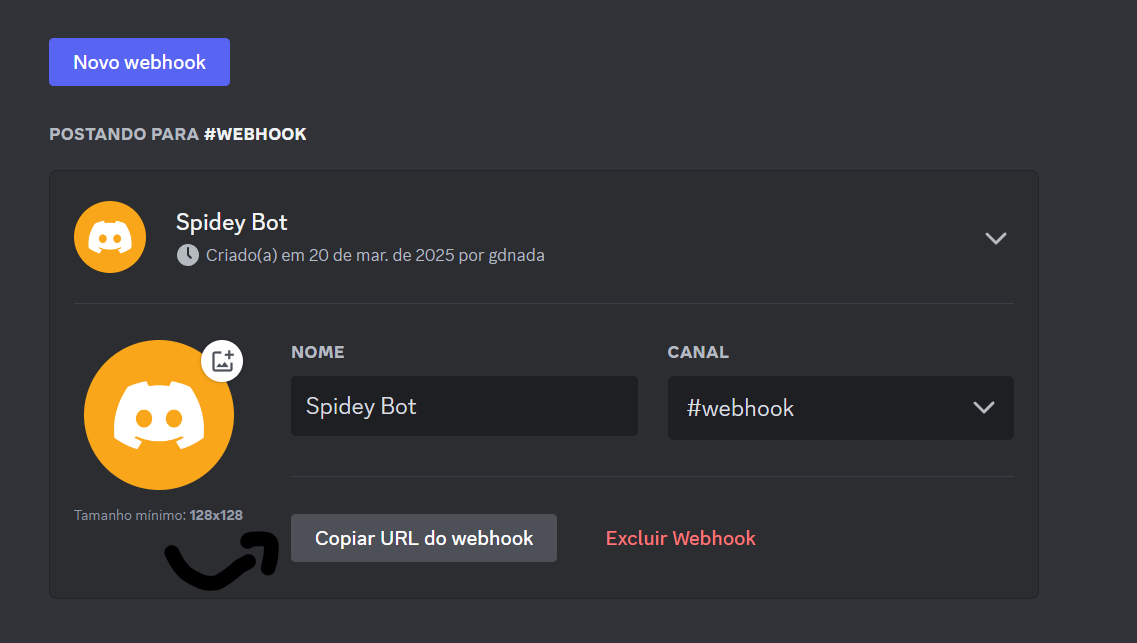 Novo webhook
POSTANDO PARA #WEBHOOK
Spidey Bot
Criado(a) em 20 de mar. de 2025 por gdnada
NOME
CANAL
Spidey Bot
#webhook
Tamanho mínimo: 128x128
Copiar URL do webhook
Excluir Webhook